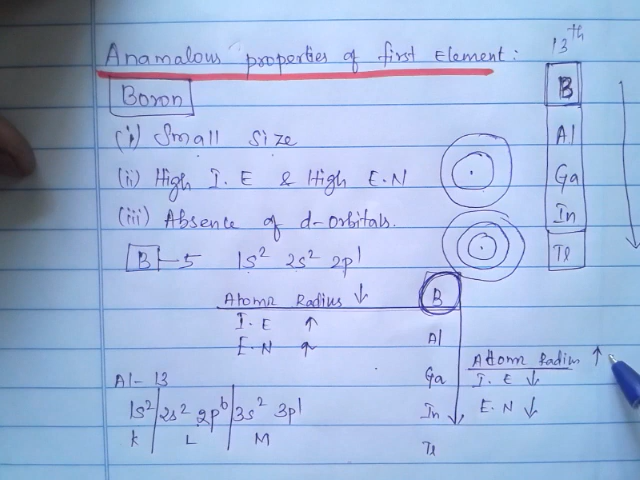 Anamalous properties of first Element:
13th
Boron
B
(i) Small Size
Al
(ii) High I.E & High E.N
Ga
(iii) Absence of d-orbitals.
In
B - 5 1s² 2s² 2p¹
Tl
Atomic Radius ↓
B
I.E ↑
E.N ↑
Al
Atomic Radius ↑
Ga
I.E ↓
Al- 13
In
E.N ↓
1s² 2s² 2p⁶ 3s² 3p¹
K L M
Tl